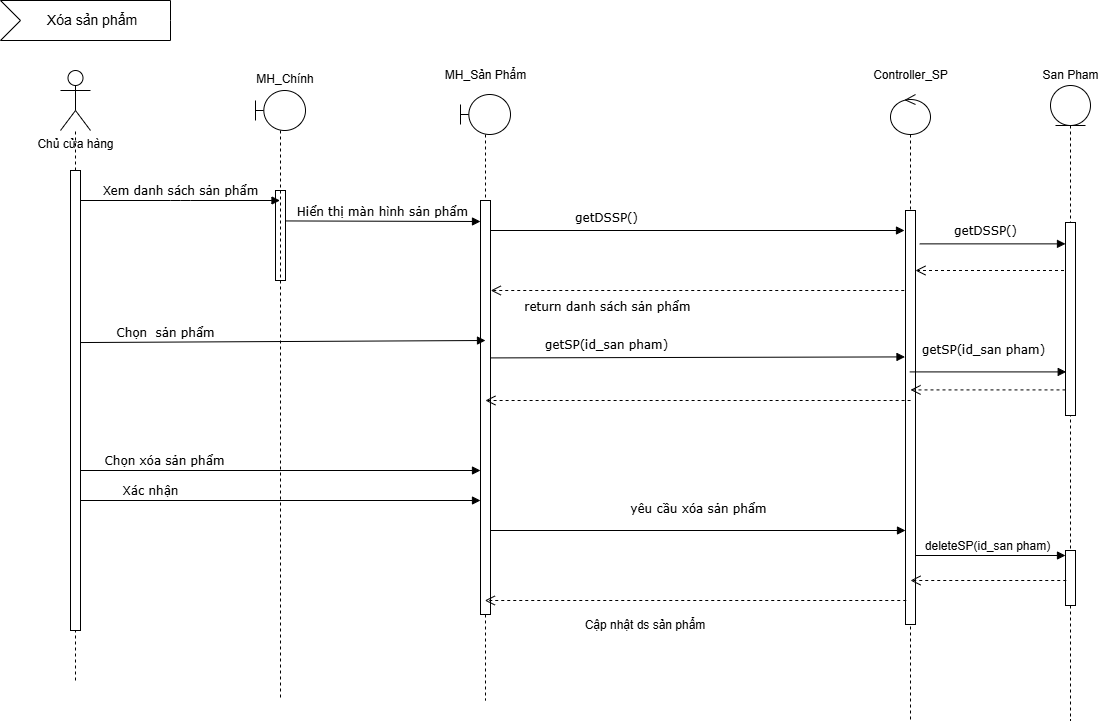 Xóa sản phẩm
MH_Chính
MH_Sản Phẩm
Controller_SP
San Pham
Chủ cửa hàng
Xem danh sách sản phẩm
Hiển thị màn hình sản phẩm
getDSSP()
getDSSP()
return danh sách sản phẩm
Chọn  sản phẩm
getSP(id_san pham)
getSP(id_san pham)
Chọn xóa sản phẩm
Xác nhận
yêu cầu xóa sản phẩm
deleteSP(id_san pham)
Cập nhật ds sản phẩm